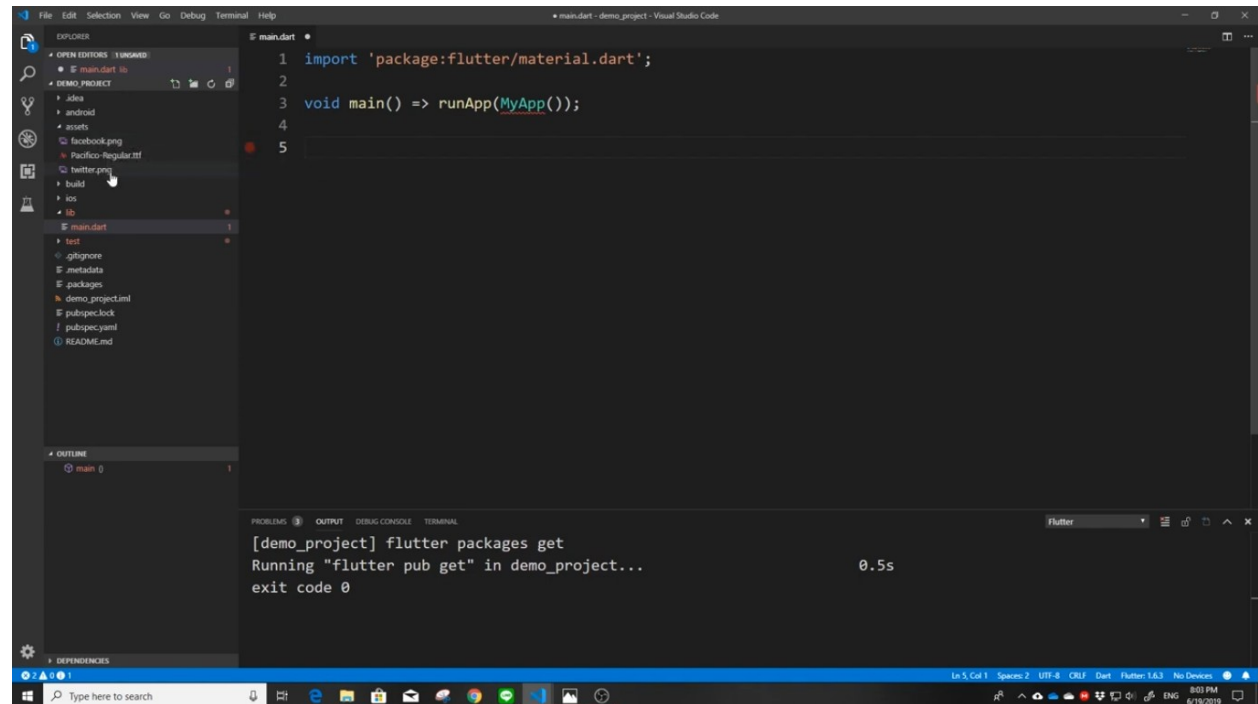 File Edit Selection View Go Debug Terminal Help
● main.dart - demo_project - Visual Studio Code
EXPLORER
OPEN EDITORS 1 UNSAVED
main.dart lib 1
DEMO_PROJECT
.idea
android
assets
facebook.png
Pacifico-Regular.ttf
twitter.png
build
ios
lib
main.dart 1
test
.gitignore
.metadata
.packages
demo_project.iml
pubspec.lock
pubspec.yaml
README.md
OUTLINE
main () 1
DEPENDENCIES
main.dart
1 import 'package:flutter/material.dart';
2
3 void main() => runApp(MyApp());
4
5
PROBLEMS 3 OUTPUT DEBUG CONSOLE TERMINAL
Flutter
[demo_project] flutter packages get
Running "flutter pub get" in demo_project... 0.5s
exit code 0
2 0 1
Ln 5, Col 1 Spaces: 2 UTF-8 CRLF Dart Flutter: 1.6.3 No Devices
Type here to search
ENG
8:03 PM
6/19/2019